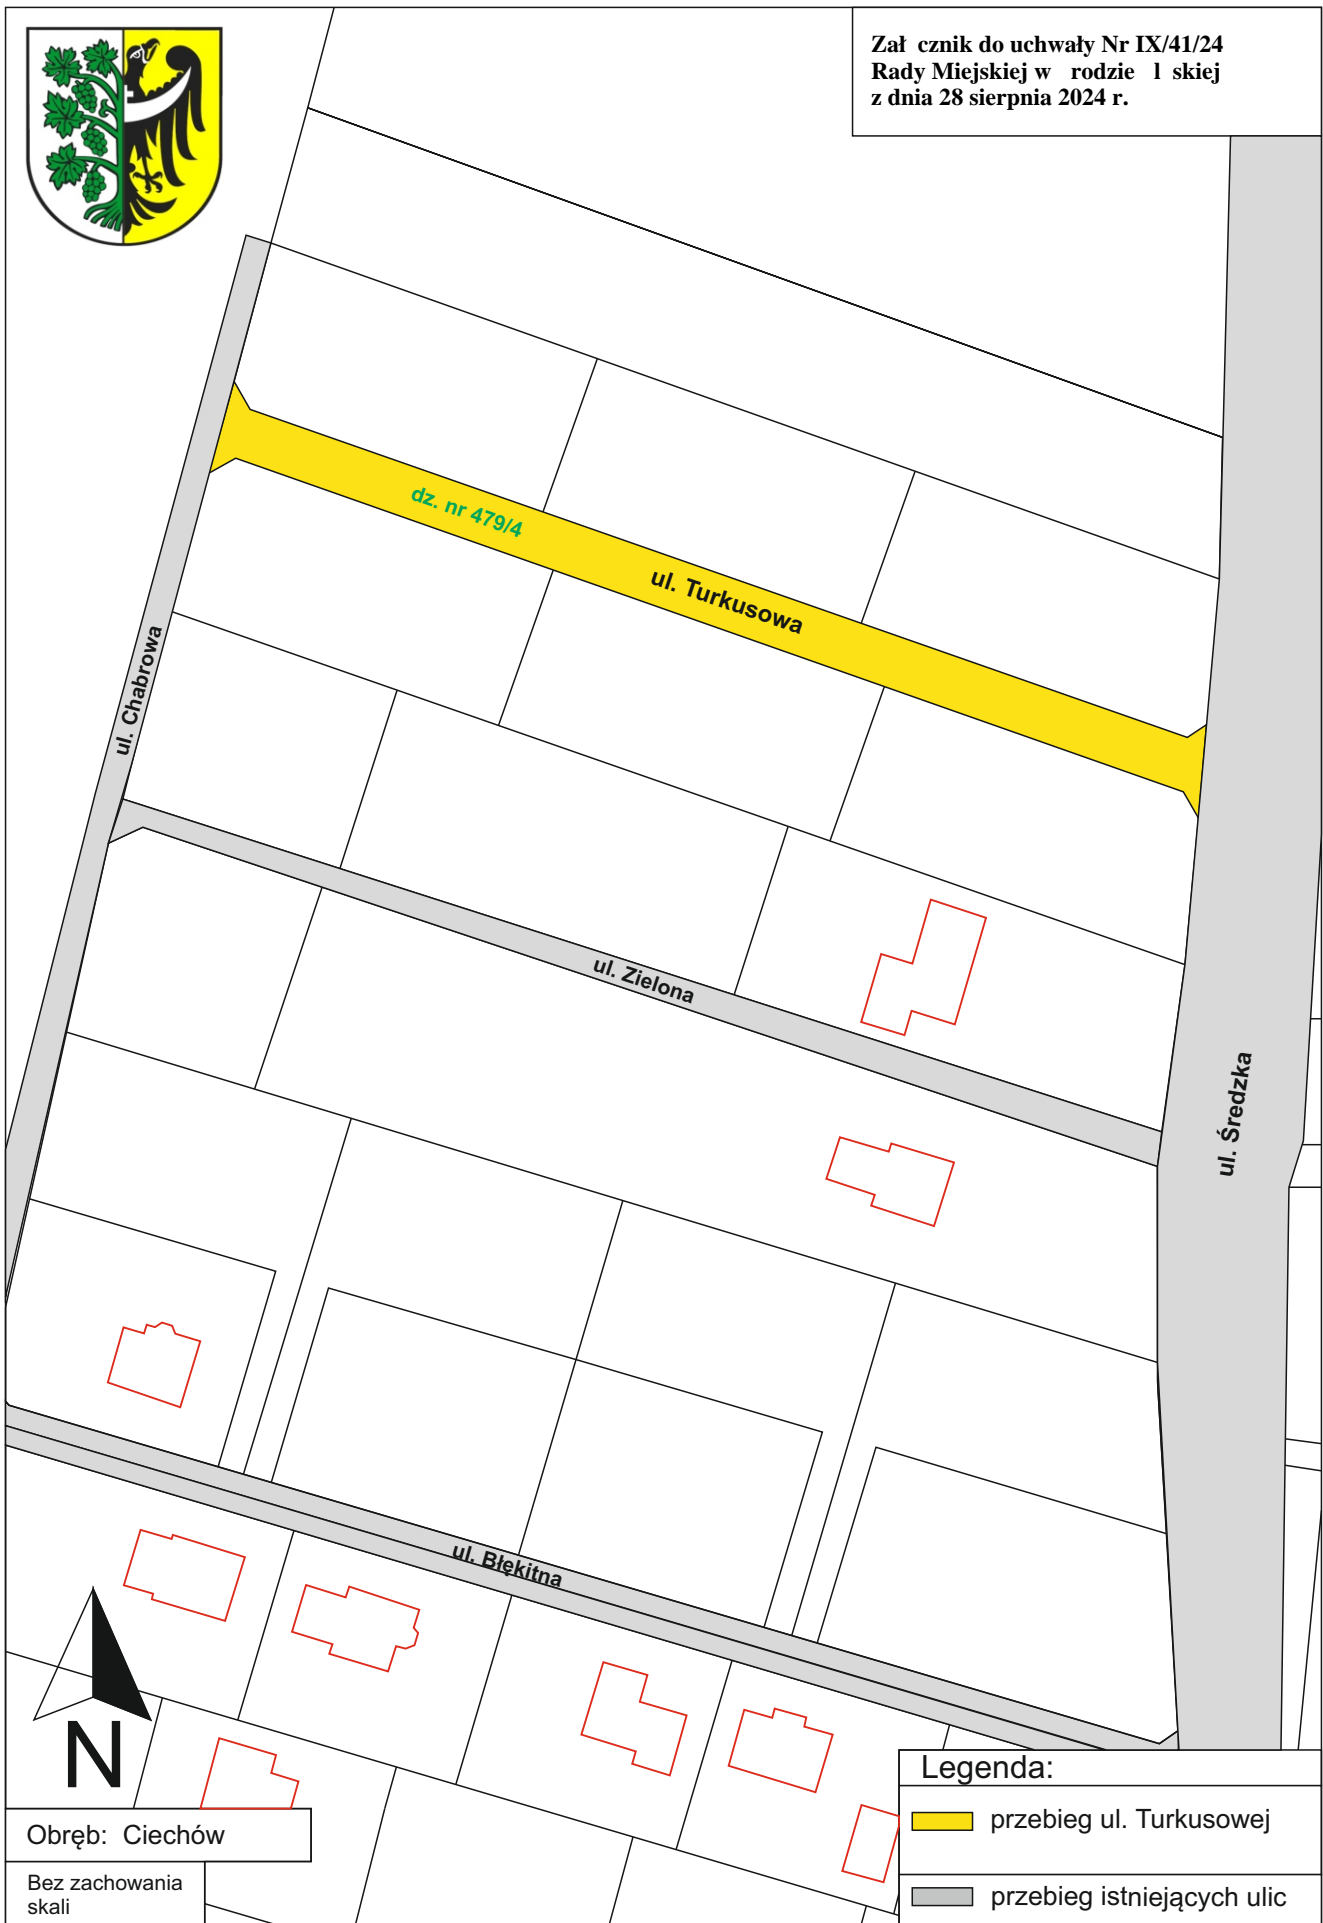 Zał cznik do uchwały Nr IX/41/24
Rady Miejskiej w rodzie l skiej
z dnia 28 sierpnia 2024 r.
dz. nr 479/4
ul. Turkusowa
ul. Chabrowa
ul. Zielona
ul. Średzka
ul. Błękitna
N
Legenda:
przebieg ul. Turkusowej
przebieg istniejących ulic
Obręb: Ciechów
Bez zachowania
skali